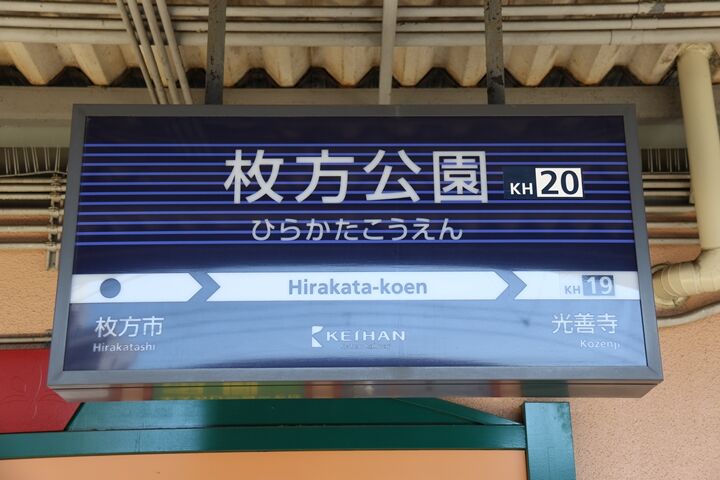 枚方公園 KH 20
ひらかたこうえん
Hirakata-koen KH 19
枚方市 光善寺
Hirakatashi Kozenji
KEIHAN